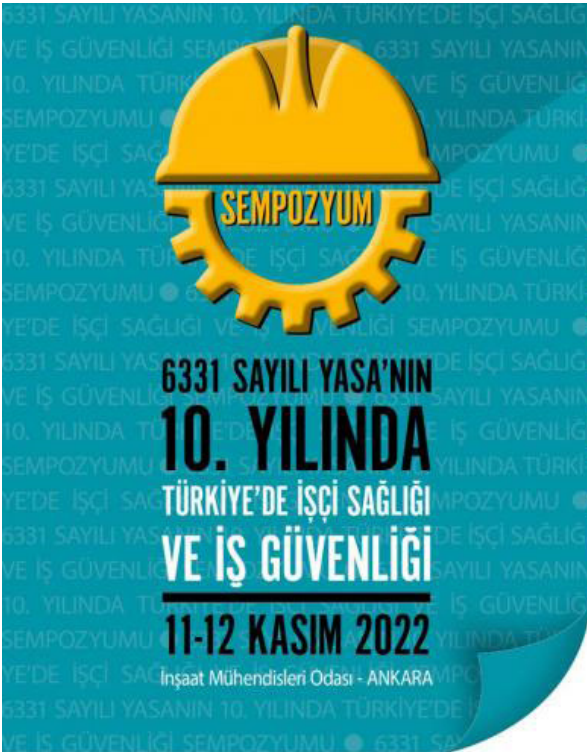 SEMPOZYUM
6331 SAYILI YASA'NIN
10. YILINDA
TÜRKİYE'DE İŞÇİ SAĞLIĞI
VE İŞ GÜVENLİĞİ
11-12 KASIM 2022
İnşaat Mühendisleri Odası - ANKARA